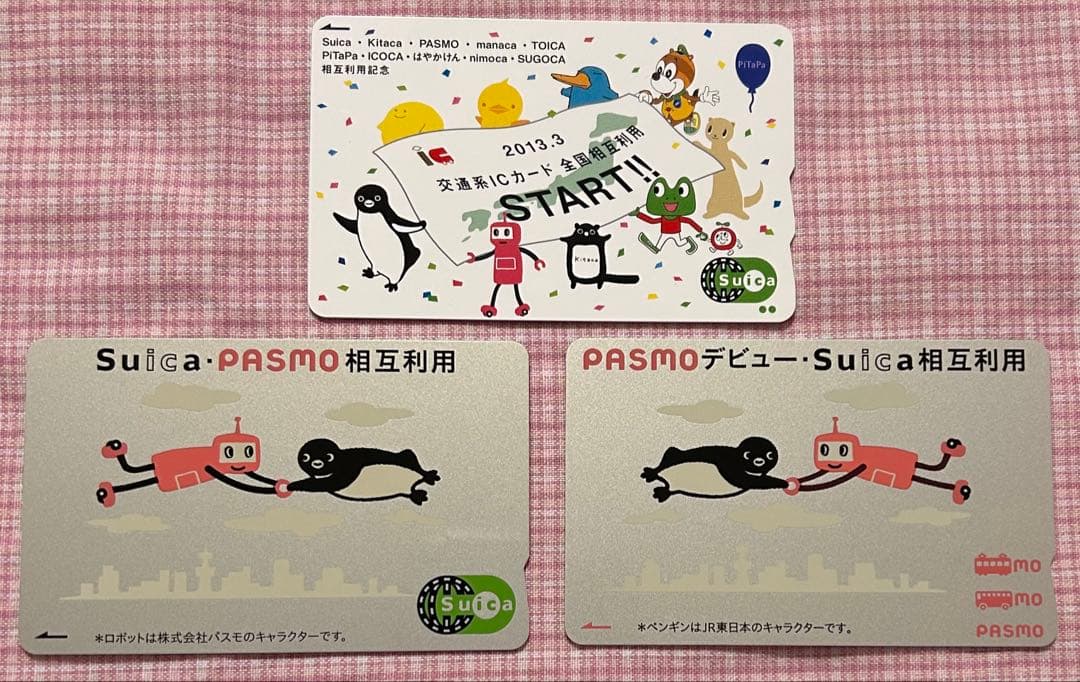 Suica・Kitaca・PASMO・manaca・TOICA
PiTaPa・ICOCA・はやかけん・nimoca・SUGOCA
相互利用記念
PiTaPa
ic
2013.3
交通系ICカード 全国相互利用
START!!!
Kitaca
Suica
Suica・PASMO相互利用
Suica
*ロボットは株式会社パスモのキャラクターです。
PASMOデビュー・Suica相互利用
MO
MO
PASMO
*ペンギンはJR東日本のキャラクターです。